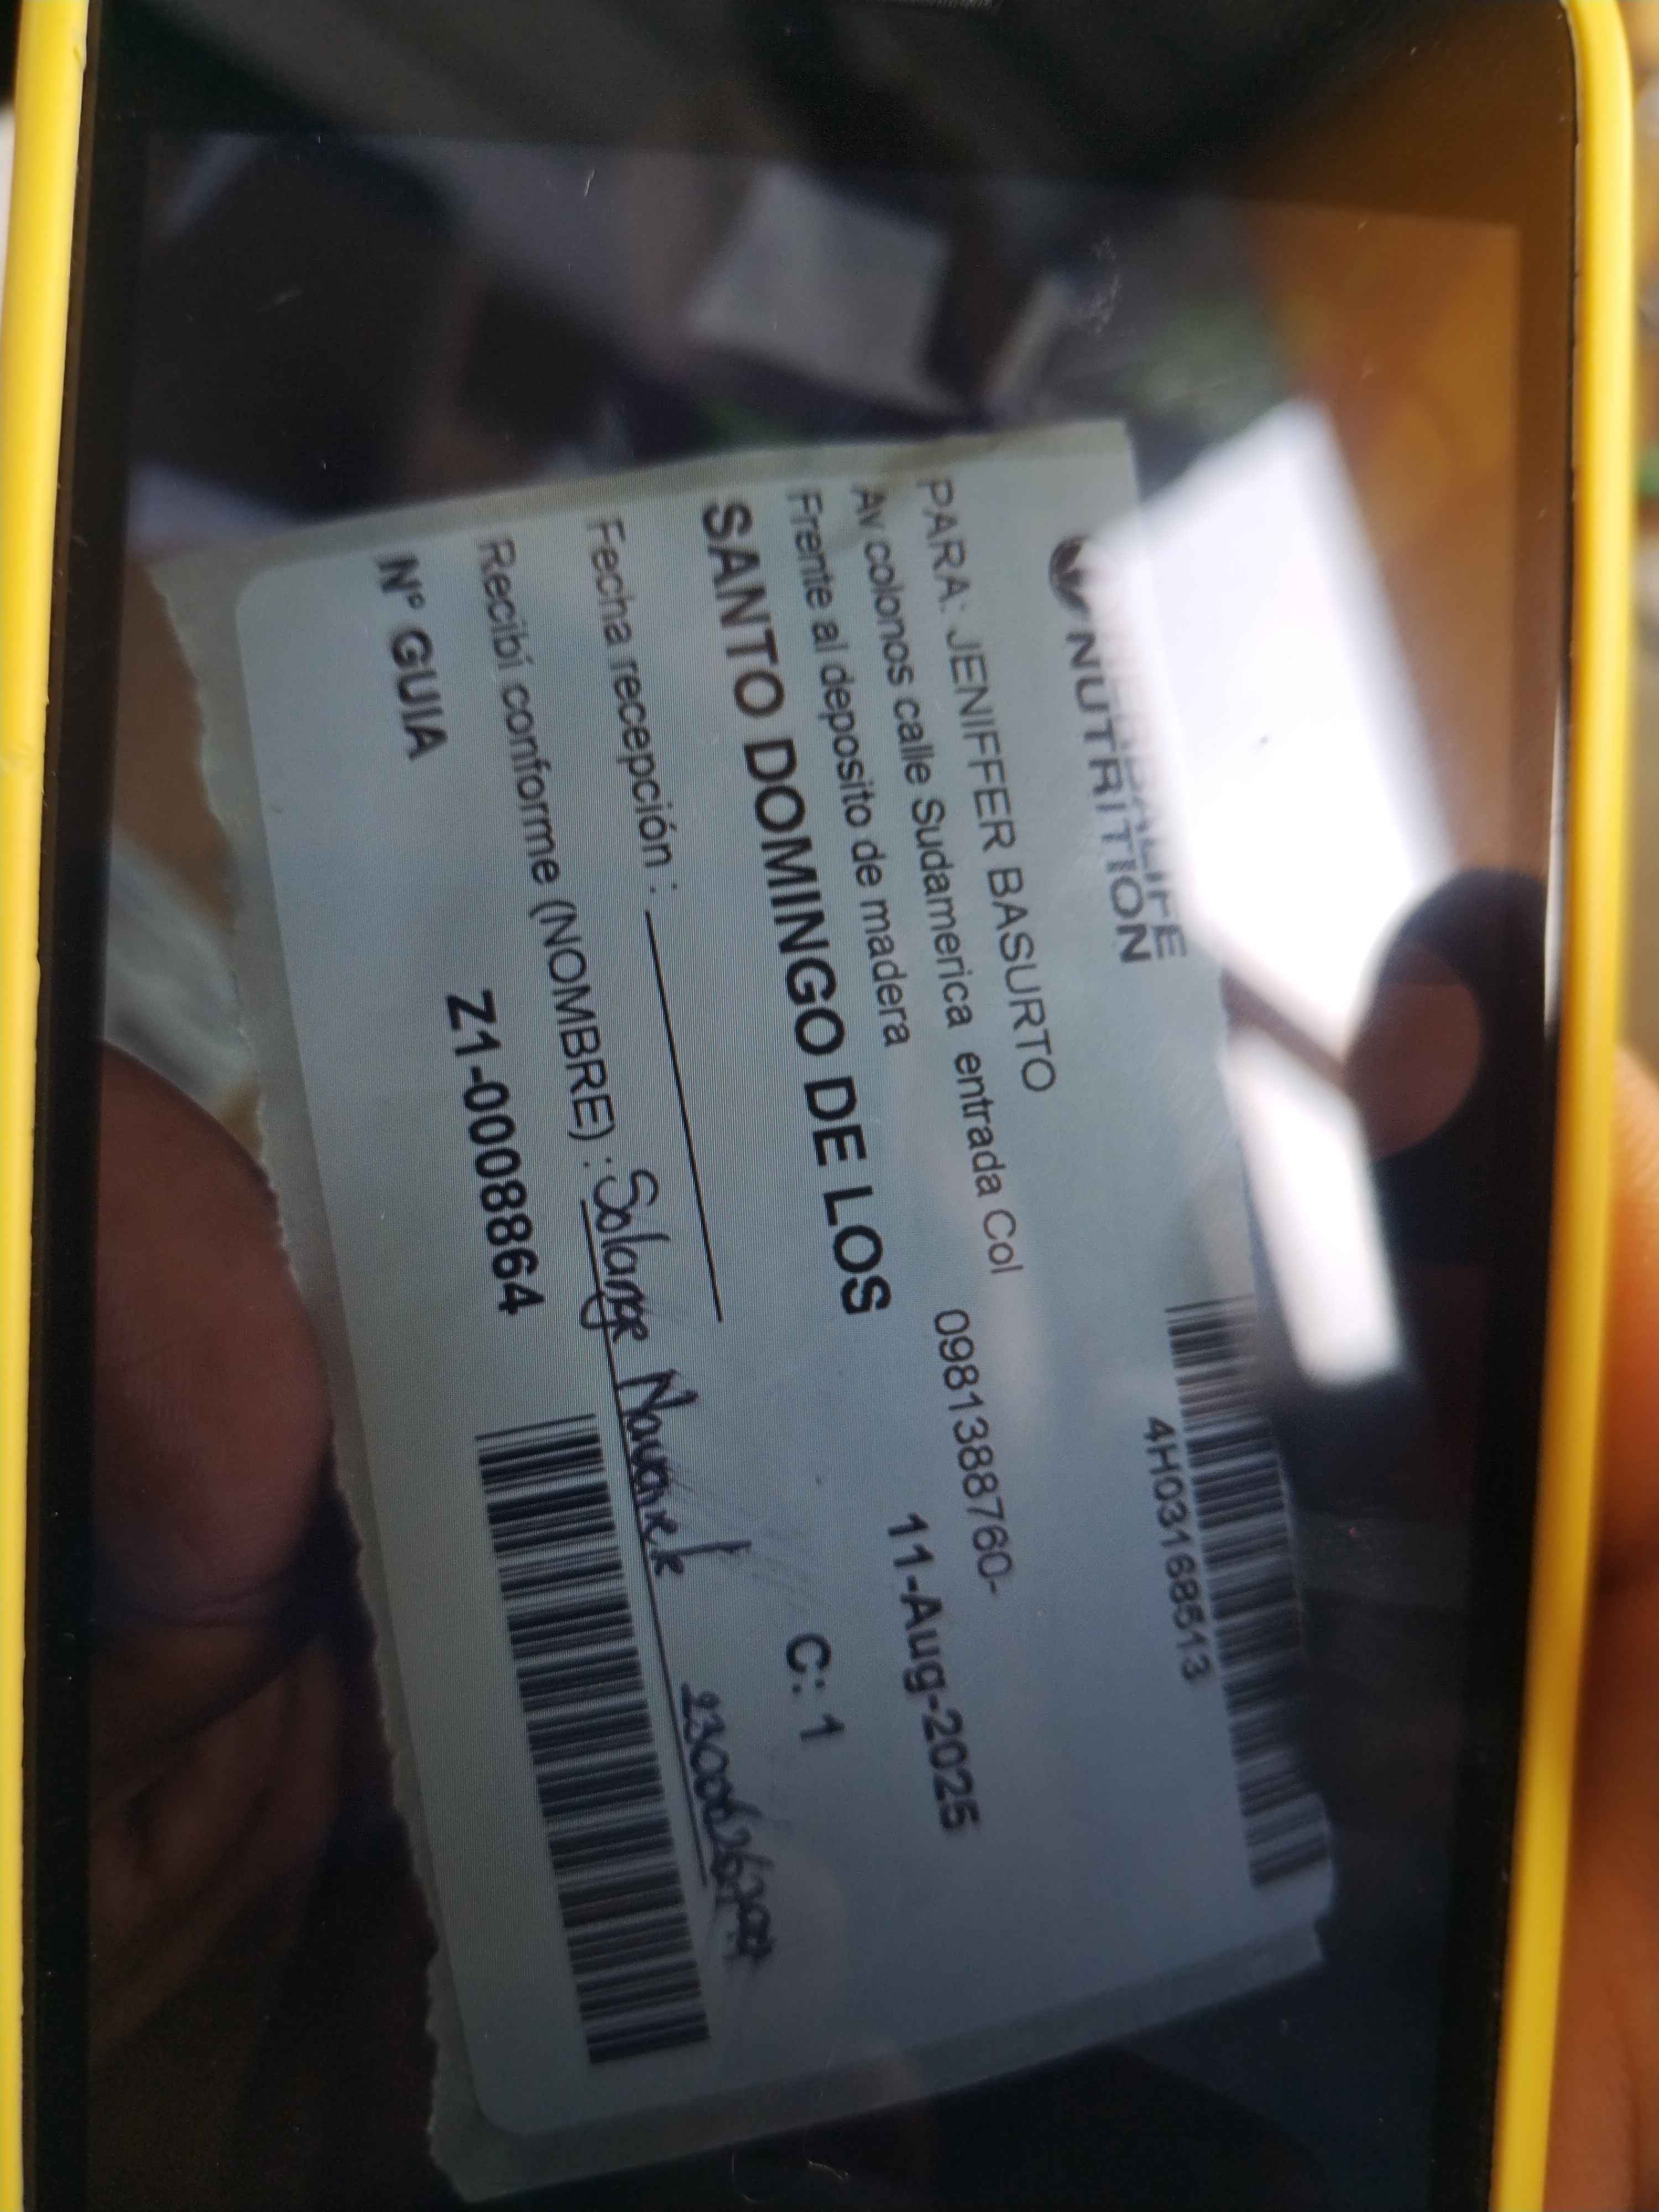 NUTRITION
4H03168513
PARA: JENIFFER BASURTO
Av colonos calle Sudamerica entrada Col 0981388760-
Frente al deposito de madera
11-Aug-2025
SANTO DOMINGO DE LOS
C: 1
Fecha recepción :
Recibí conforme (NOMBRE) : Solange
Nº GUIA Z1-0008864